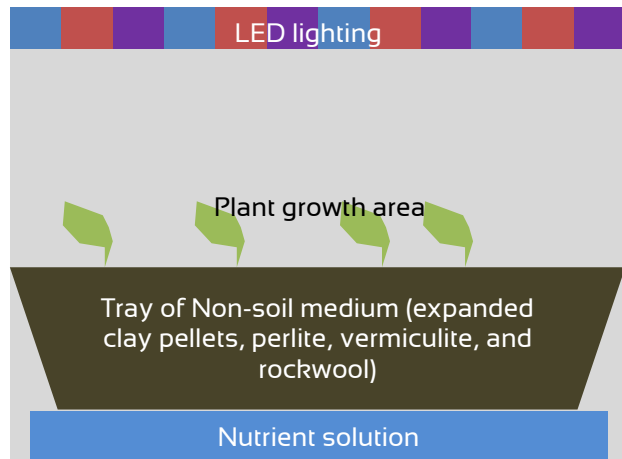 LED lighting
Plant growth area
Tray of Non-soil medium (expanded
clay pellets, perlite, vermiculite, and
rockwool)
Nutrient solution